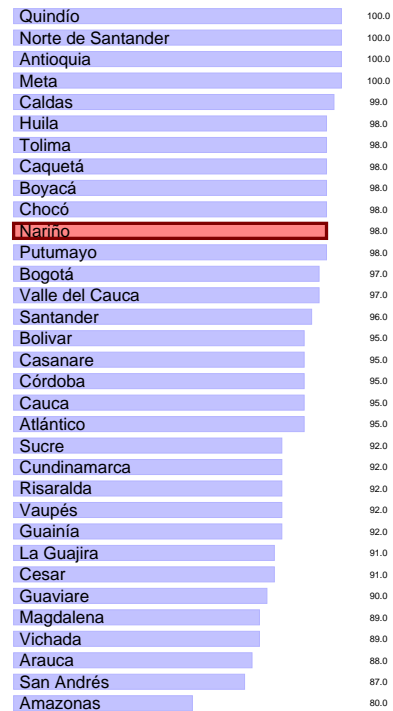 Quindío 100.0
Norte de Santander 100.0
Antioquia 100.0
Meta 100.0
Caldas 99.0
Huila 98.0
Tolima 98.0
Caquetá 98.0
Boyacá 98.0
Chocó 98.0
Nariño 98.0
Putumayo 98.0
Bogotá 97.0
Valle del Cauca 97.0
Santander 96.0
Bolivar 95.0
Casanare 95.0
Córdoba 95.0
Cauca 95.0
Atlántico 95.0
Sucre 92.0
Cundinamarca 92.0
Risaralda 92.0
Vaupés 92.0
Guainía 92.0
La Guajira 91.0
Cesar 91.0
Guaviare 90.0
Magdalena 89.0
Vichada 89.0
Arauca 88.0
San Andrés 87.0
Amazonas 80.0